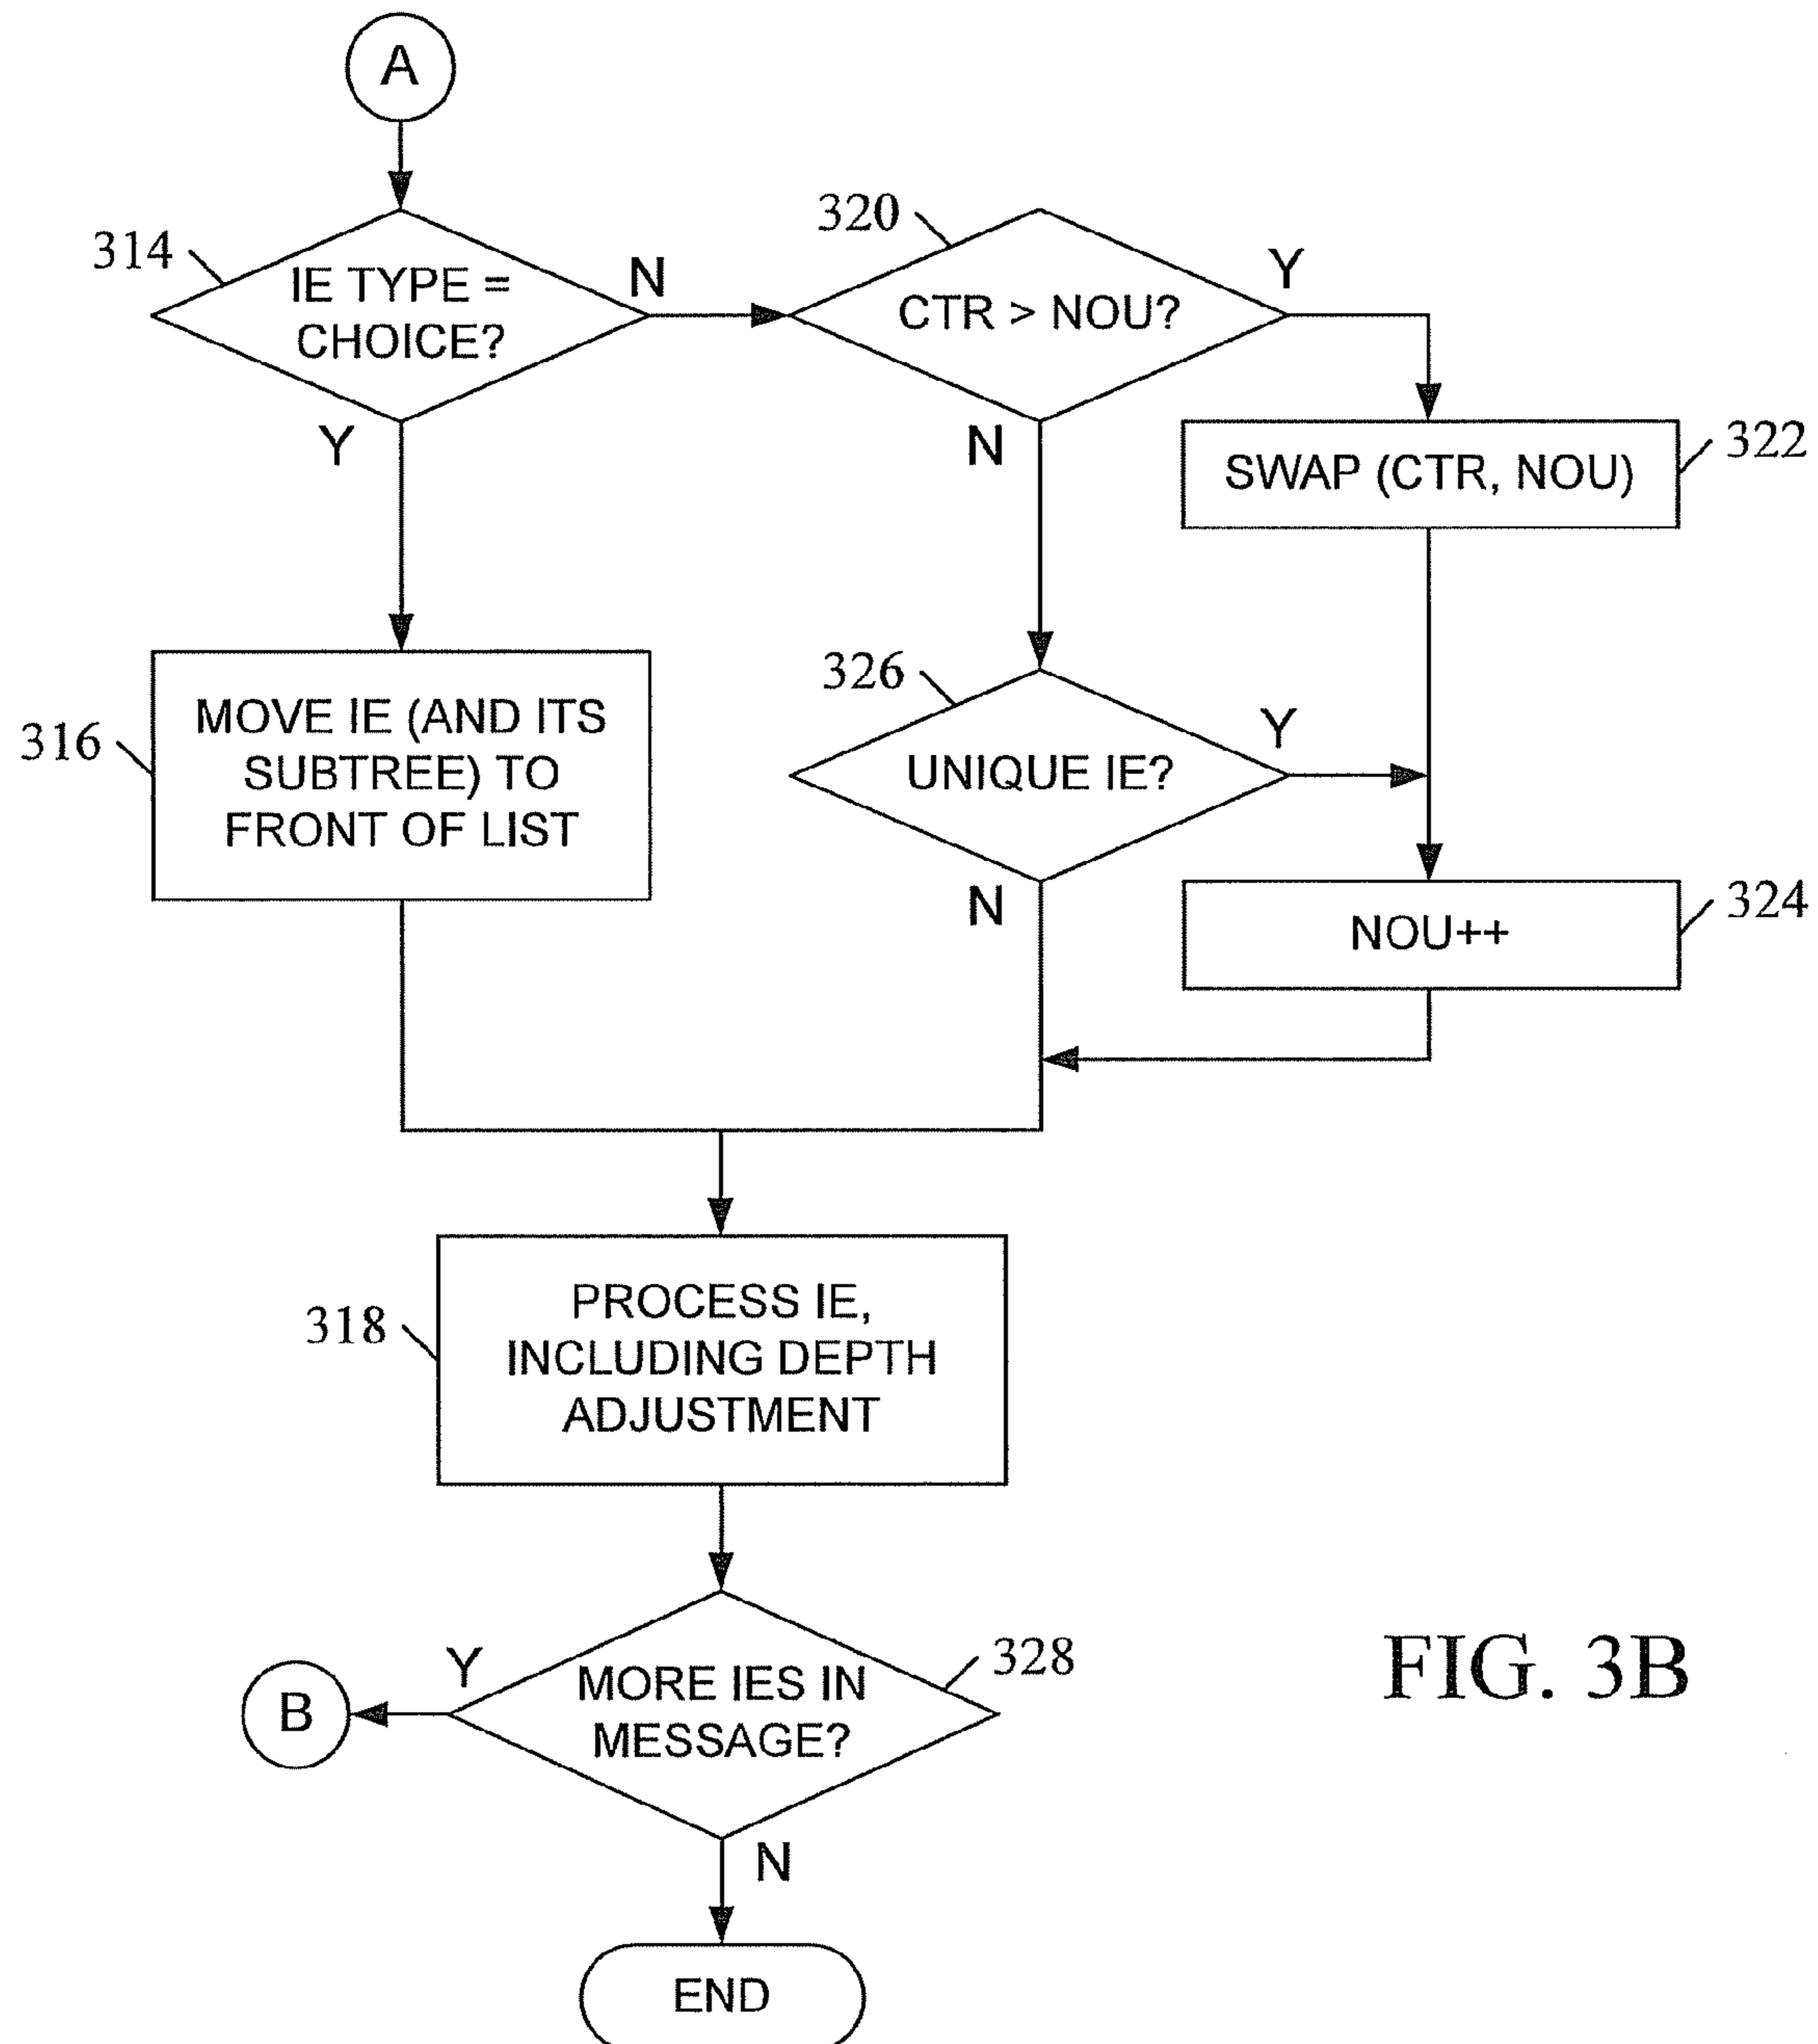 A
314
IE TYPE =
CHOICE?
N
Y
320
CTR > NOU?
Y
N
SWAP (CTR, NOU)
322
316
MOVE IE (AND ITS
SUBTREE) TO
FRONT OF LIST
326
UNIQUE IE?
Y
N
NOU++
324
318
PROCESS IE,
INCLUDING DEPTH
ADJUSTMENT
328
MORE IES IN
MESSAGE?
Y
B
N
END
FIG. 3B